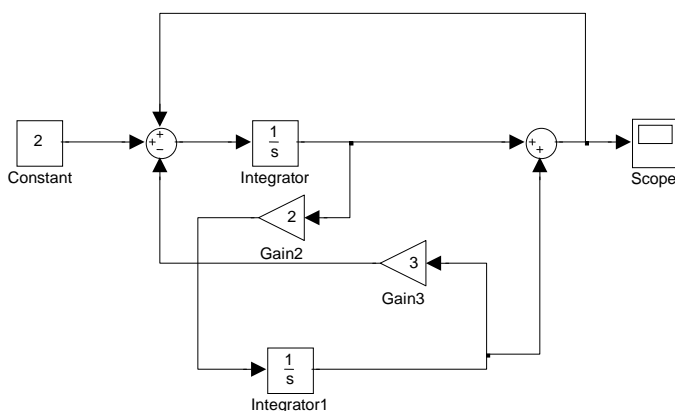 2
Constant
+
+
−
1
s
Integrator
+
+
Scope
2
Gain2
3
Gain3
1
s
Integrator1